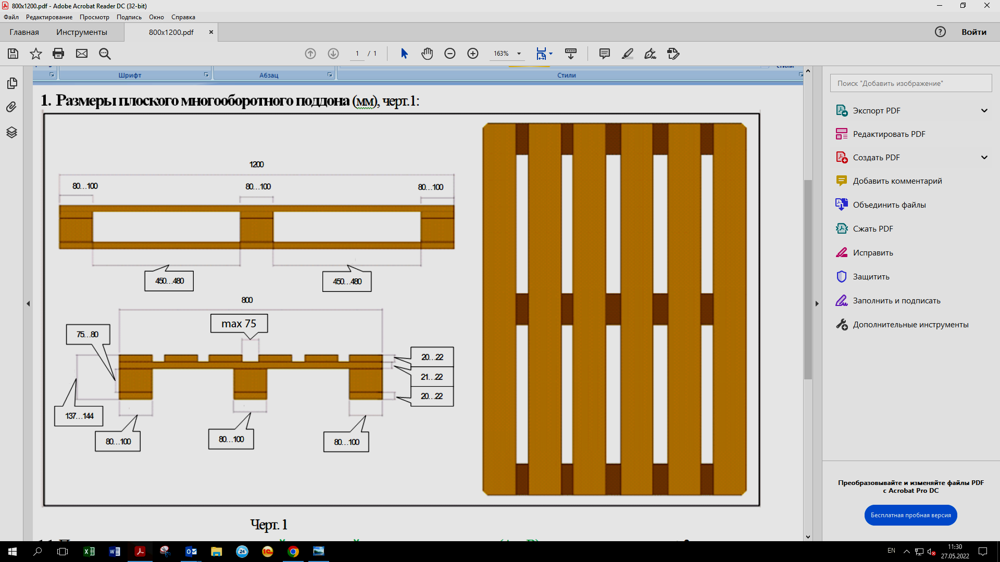 800x1200.pdf - Adobe Acrobat Reader DC (32-bit)
Файл Редактирование Просмотр Подпись Окно Справка
Главная Инструменты 800x1200.pdf × Войти
1 / 1 163%
Шрифт Абзац Стили
1. Размеры плоского многооборотного поддона (мм), черт.1:
1200
80…100 80…100 80…100
450…480 450…480
800
max 75
75…80
20…22
21…22
20…22
137…144
80…100 80…100 80…100
Черт. 1
Поиск "Добавить изображение"
Экспорт PDF
Редактировать PDF
Создать PDF
Добавить комментарий
Объединить файлы
Сжать PDF
Исправить
Защитить
Заполнить и подписать
Дополнительные инструменты
Преобразовывайте и изменяйте файлы PDF
с Acrobat Pro DC
Бесплатная пробная версия
24
1С
EN
11:30
27.05.2022